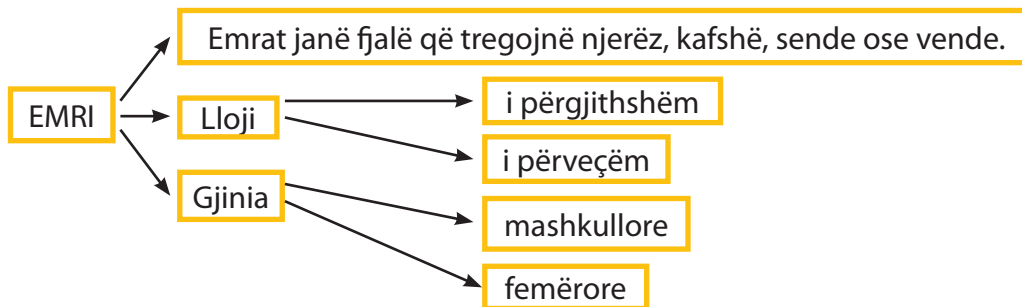 Emrat janë fjalë që tregojnë njerëz, kafshë, sende ose vende.
EMRI
Lloji
i përgjithshëm
i përveçëm
Gjinia
mashkullore
femërore